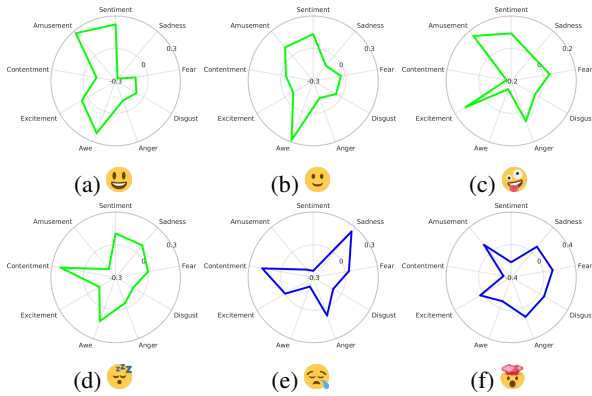 Sentiment
Amusement
Sadness
0.3
Contentment
0
Fear
-0.3
Excitement
Disgust
Awe
Anger
(a)
Sentiment
Amusement
Sadness
0.3
Contentment
0
Fear
-0.3
Excitement
Disgust
Awe
Anger
(b)
Sentiment
Amusement
Sadness
0.2
Contentment
0
Fear
-0.2
Excitement
Disgust
Awe
Anger
(c)
Sentiment
Amusement
Sadness
0.3
Contentment
0
Fear
-0.3
Excitement
Disgust
Awe
Anger
(d)
Sentiment
Amusement
Sadness
0.3
Contentment
0
Fear
-0.3
Excitement
Disgust
Awe
Anger
(e)
Sentiment
Amusement
Sadness
0.4
Contentment
0
Fear
-0.4
Excitement
Disgust
Awe
Anger
(f)